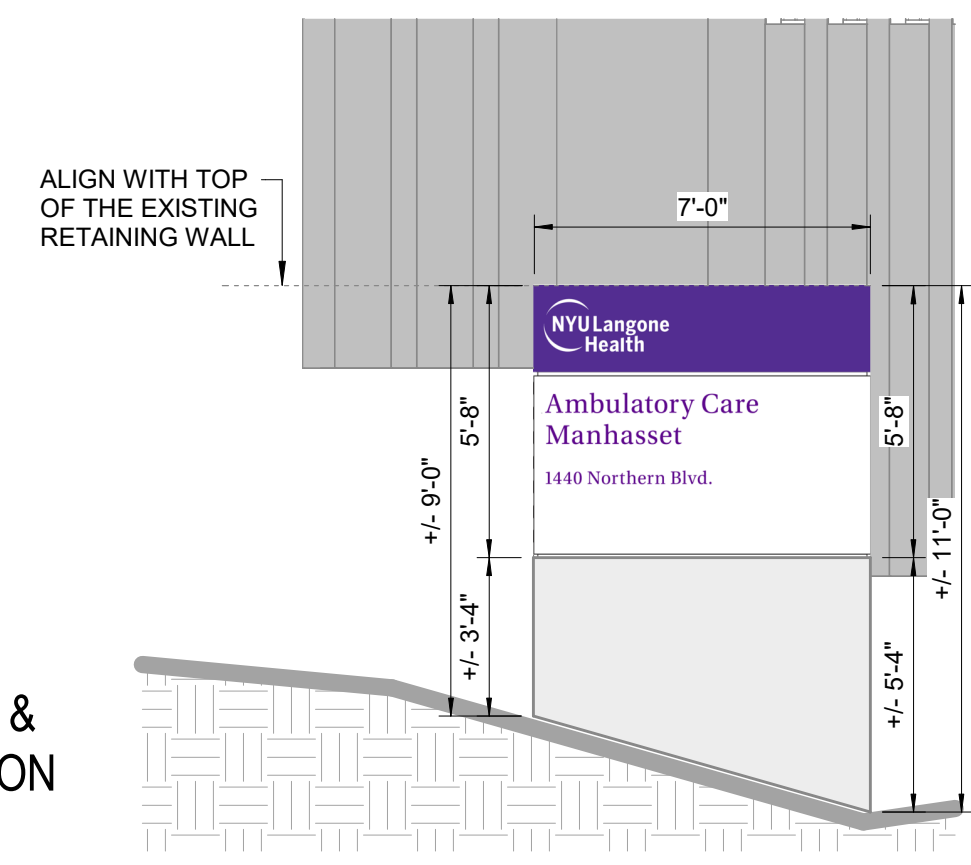 ALIGN WITH TOP
OF THE EXISTING
RETAINING WALL
7'-0"
NYU Langone
Health
Ambulatory Care
Manhasset
1440 Northern Blvd.
5'-8"
+/- 9'-0"
+/- 3'-4"
5'-8"
+/- 11'-0"
+/- 5'-4"
&
ON